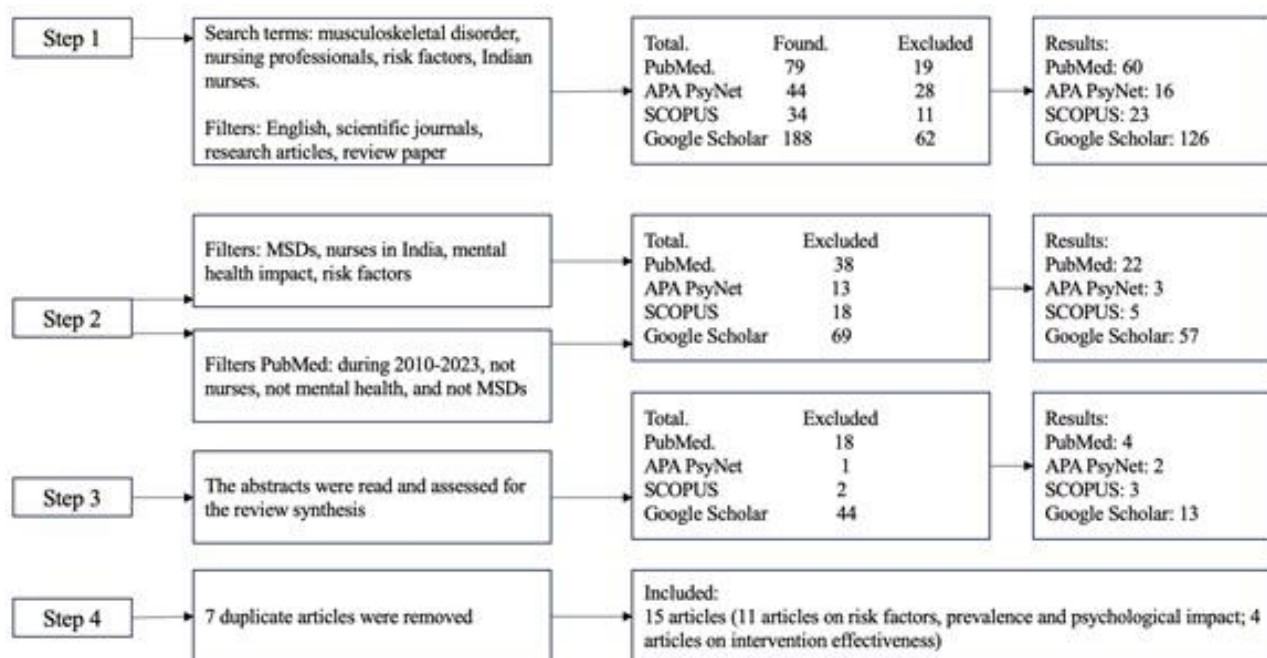 Step 1
Search terms: musculoskeletal disorder,
nursing professionals, risk factors, Indian
nurses.
Filters: English, scientific journals,
research articles, review paper
Total. Found. Excluded
PubMed. 79 19
APA PsyNet 44 28
SCOPUS 34 11
Google Scholar 188 62
Results:
PubMed: 60
APA PsyNet: 16
SCOPUS: 23
Google Scholar: 126
Step 2
Filters: MSDs, nurses in India, mental
health impact, risk factors
Filters PubMed: during 2010-2023, not
nurses, not mental health, and not MSDs
Total. Excluded
PubMed. 38
APA PsyNet 13
SCOPUS 18
Google Scholar 69
Results:
PubMed: 22
APA PsyNet: 3
SCOPUS: 5
Google Scholar: 57
Step 3
The abstracts were read and assessed for
the review synthesis
Total. Excluded
PubMed. 18
APA PsyNet 1
SCOPUS 2
Google Scholar 44
Results:
PubMed: 4
APA PsyNet: 2
SCOPUS: 3
Google Scholar: 13
Step 4
7 duplicate articles were removed
Included:
15 articles (11 articles on risk factors, prevalence and psychological impact; 4
articles on intervention effectiveness)